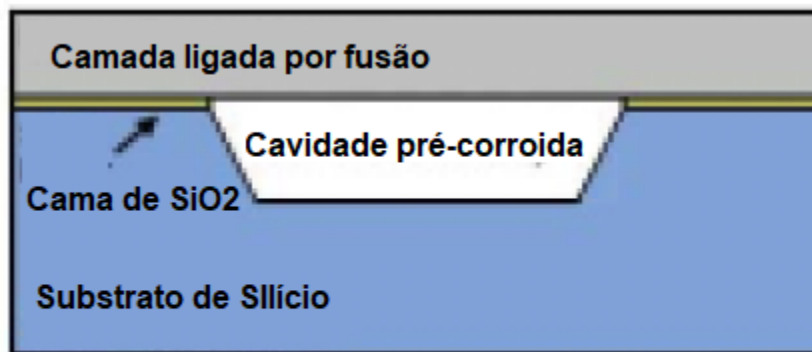 Camada ligada por fusão
Cavidade pré-corroida
Cama de SiO2
Substrato de SIlício